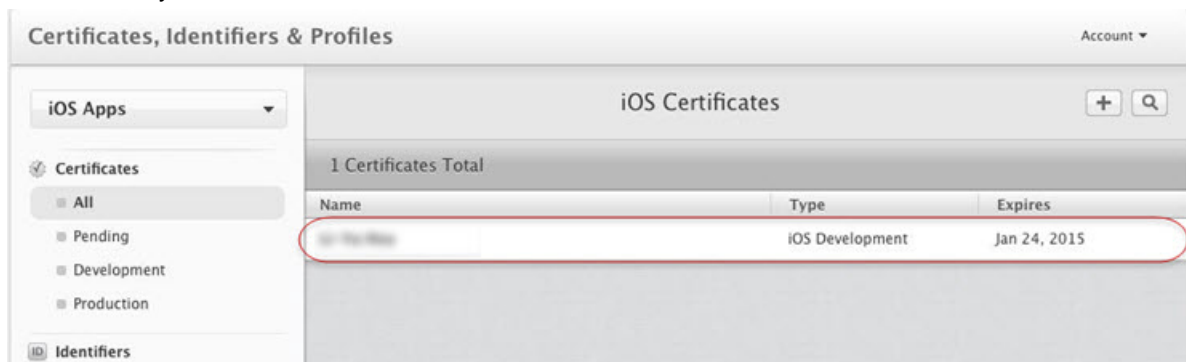 Certificates, Identifiers & Profiles
Account
iOS Apps
iOS Certificates
Certificates
1 Certificates Total
All
Name Type Expires
Pending
iOS Development Jan 24, 2015
Development
Production
ID Identifiers